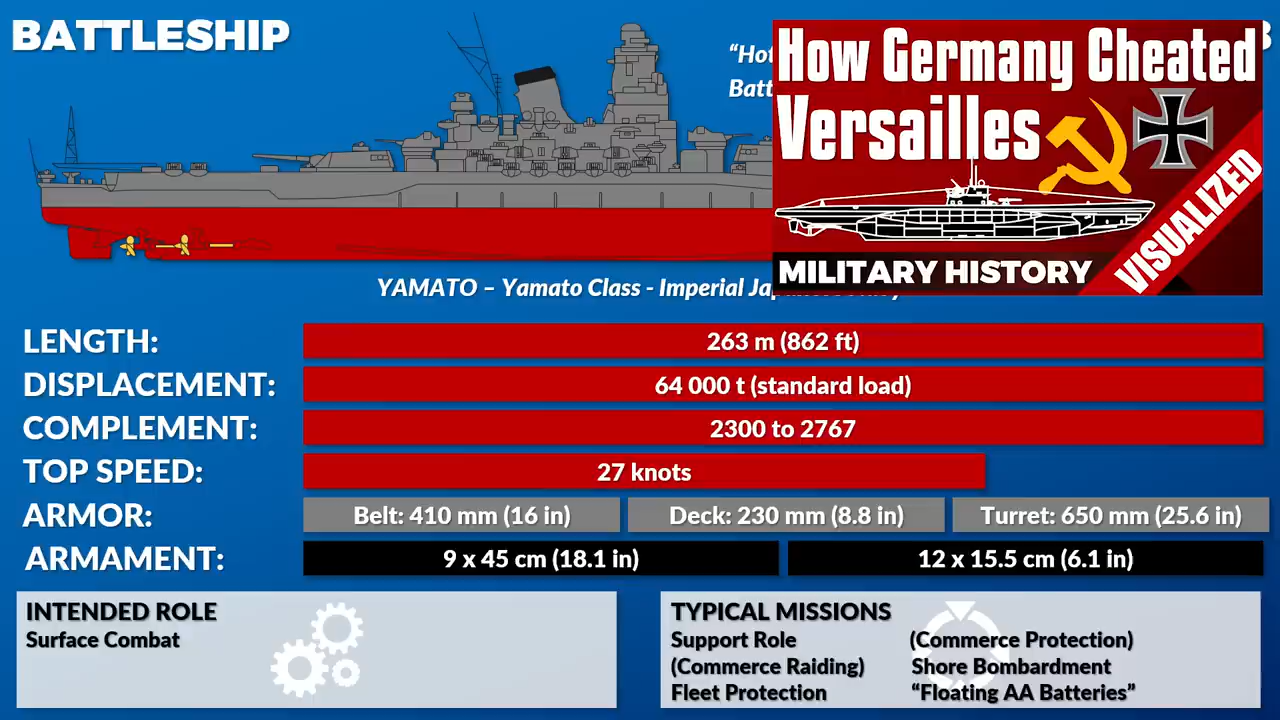 BATTLESHIP
"Hot
Batt
How Germany Cheated
Versailles
VISUALIZED
MILITARY HISTORY
YAMATO – Yamato Class - Imperial
LENGTH: 263 m (862 ft)
DISPLACEMENT: 64 000 t (standard load)
COMPLEMENT: 2300 to 2767
TOP SPEED: 27 knots
ARMOR: Belt: 410 mm (16 in) Deck: 230 mm (8.8 in) Turret: 650 mm (25.6 in)
ARMAMENT: 9 x 45 cm (18.1 in) 12 x 15.5 cm (6.1 in)
INTENDED ROLE
Surface Combat
TYPICAL MISSIONS
Support Role (Commerce Protection)
(Commerce Raiding) Shore Bombardment
Fleet Protection "Floating AA Batteries"